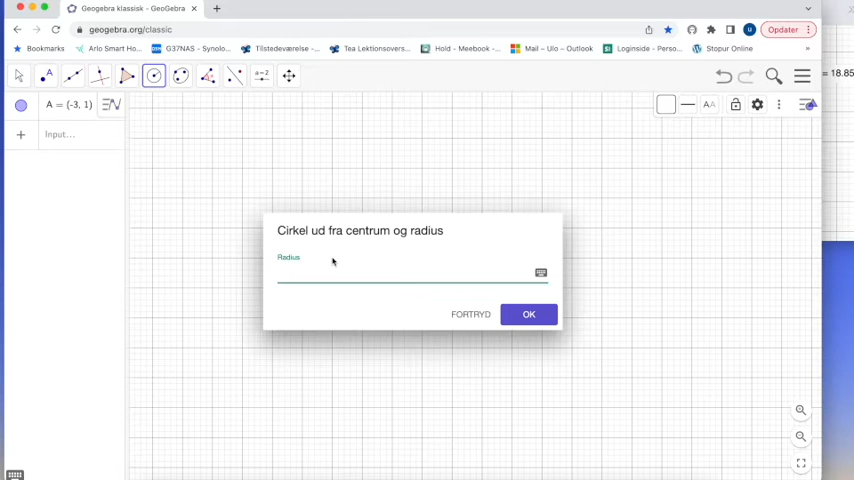 Geogebra klassisk - GeoGebra
geogebra.org/classic
Opdater
Bookmarks
Arlo Smart Ho...
G37NAS - Synolo...
Tilstedeværelse -...
Tea Lektionsovers...
Hold - Meebook -...
Mail – Ulo – Outlook
Loginside - Perso...
Stopur Online
»
a=2
= 18.85
A = (-3, 1)
AA
Input...
Cirkel ud fra centrum og radius
Radius
FORTRYD
OK